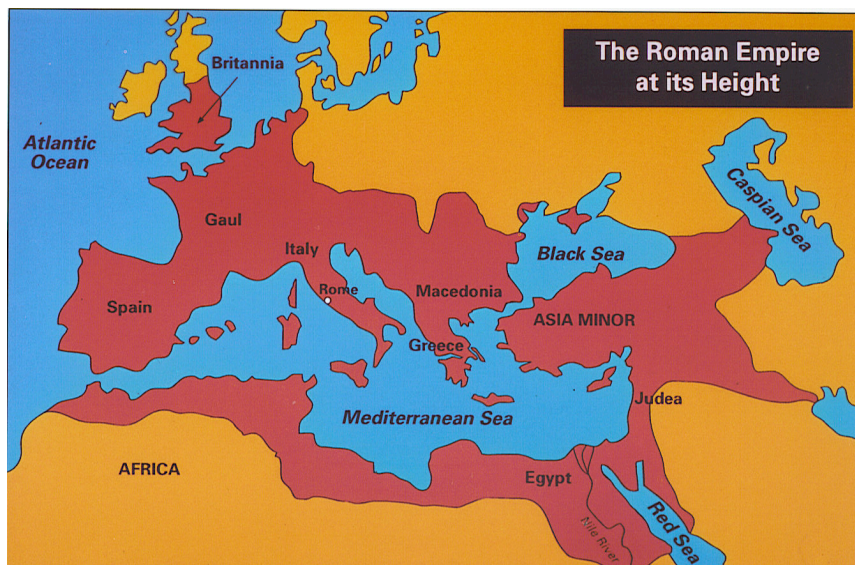 The Roman Empire
at its Height
Britannia
Atlantic
Ocean
Caspian Sea
Gaul
Italy
Black Sea
Spain
Rome
Macedonia
ASIA MINOR
Greece
Judea
Mediterranean Sea
AFRICA
Egypt
Nile River
Red Sea